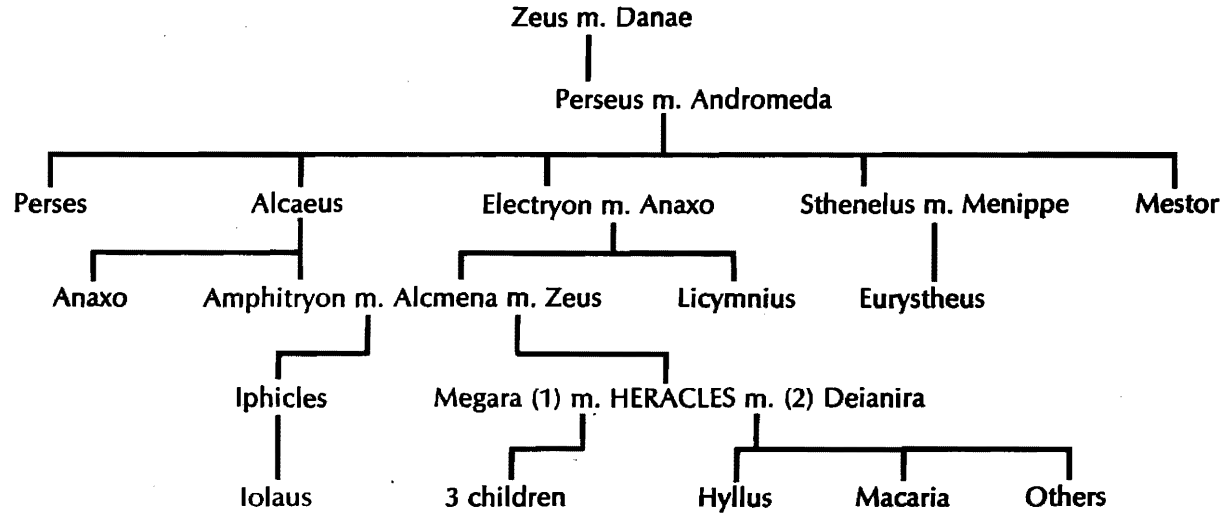 Zeus m. Danae
Perseus m. Andromeda
Perses Alcaeus Electryon m. Anaxo Sthenelus m. Menippe Mestor
Anaxo Amphitryon m. Alcmena m. Zeus Licymnius Eurystheus
Iphicles Megara (1) m. HERACLES m. (2) Deianira
Iolaus 3 children Hyllus Macaria Others